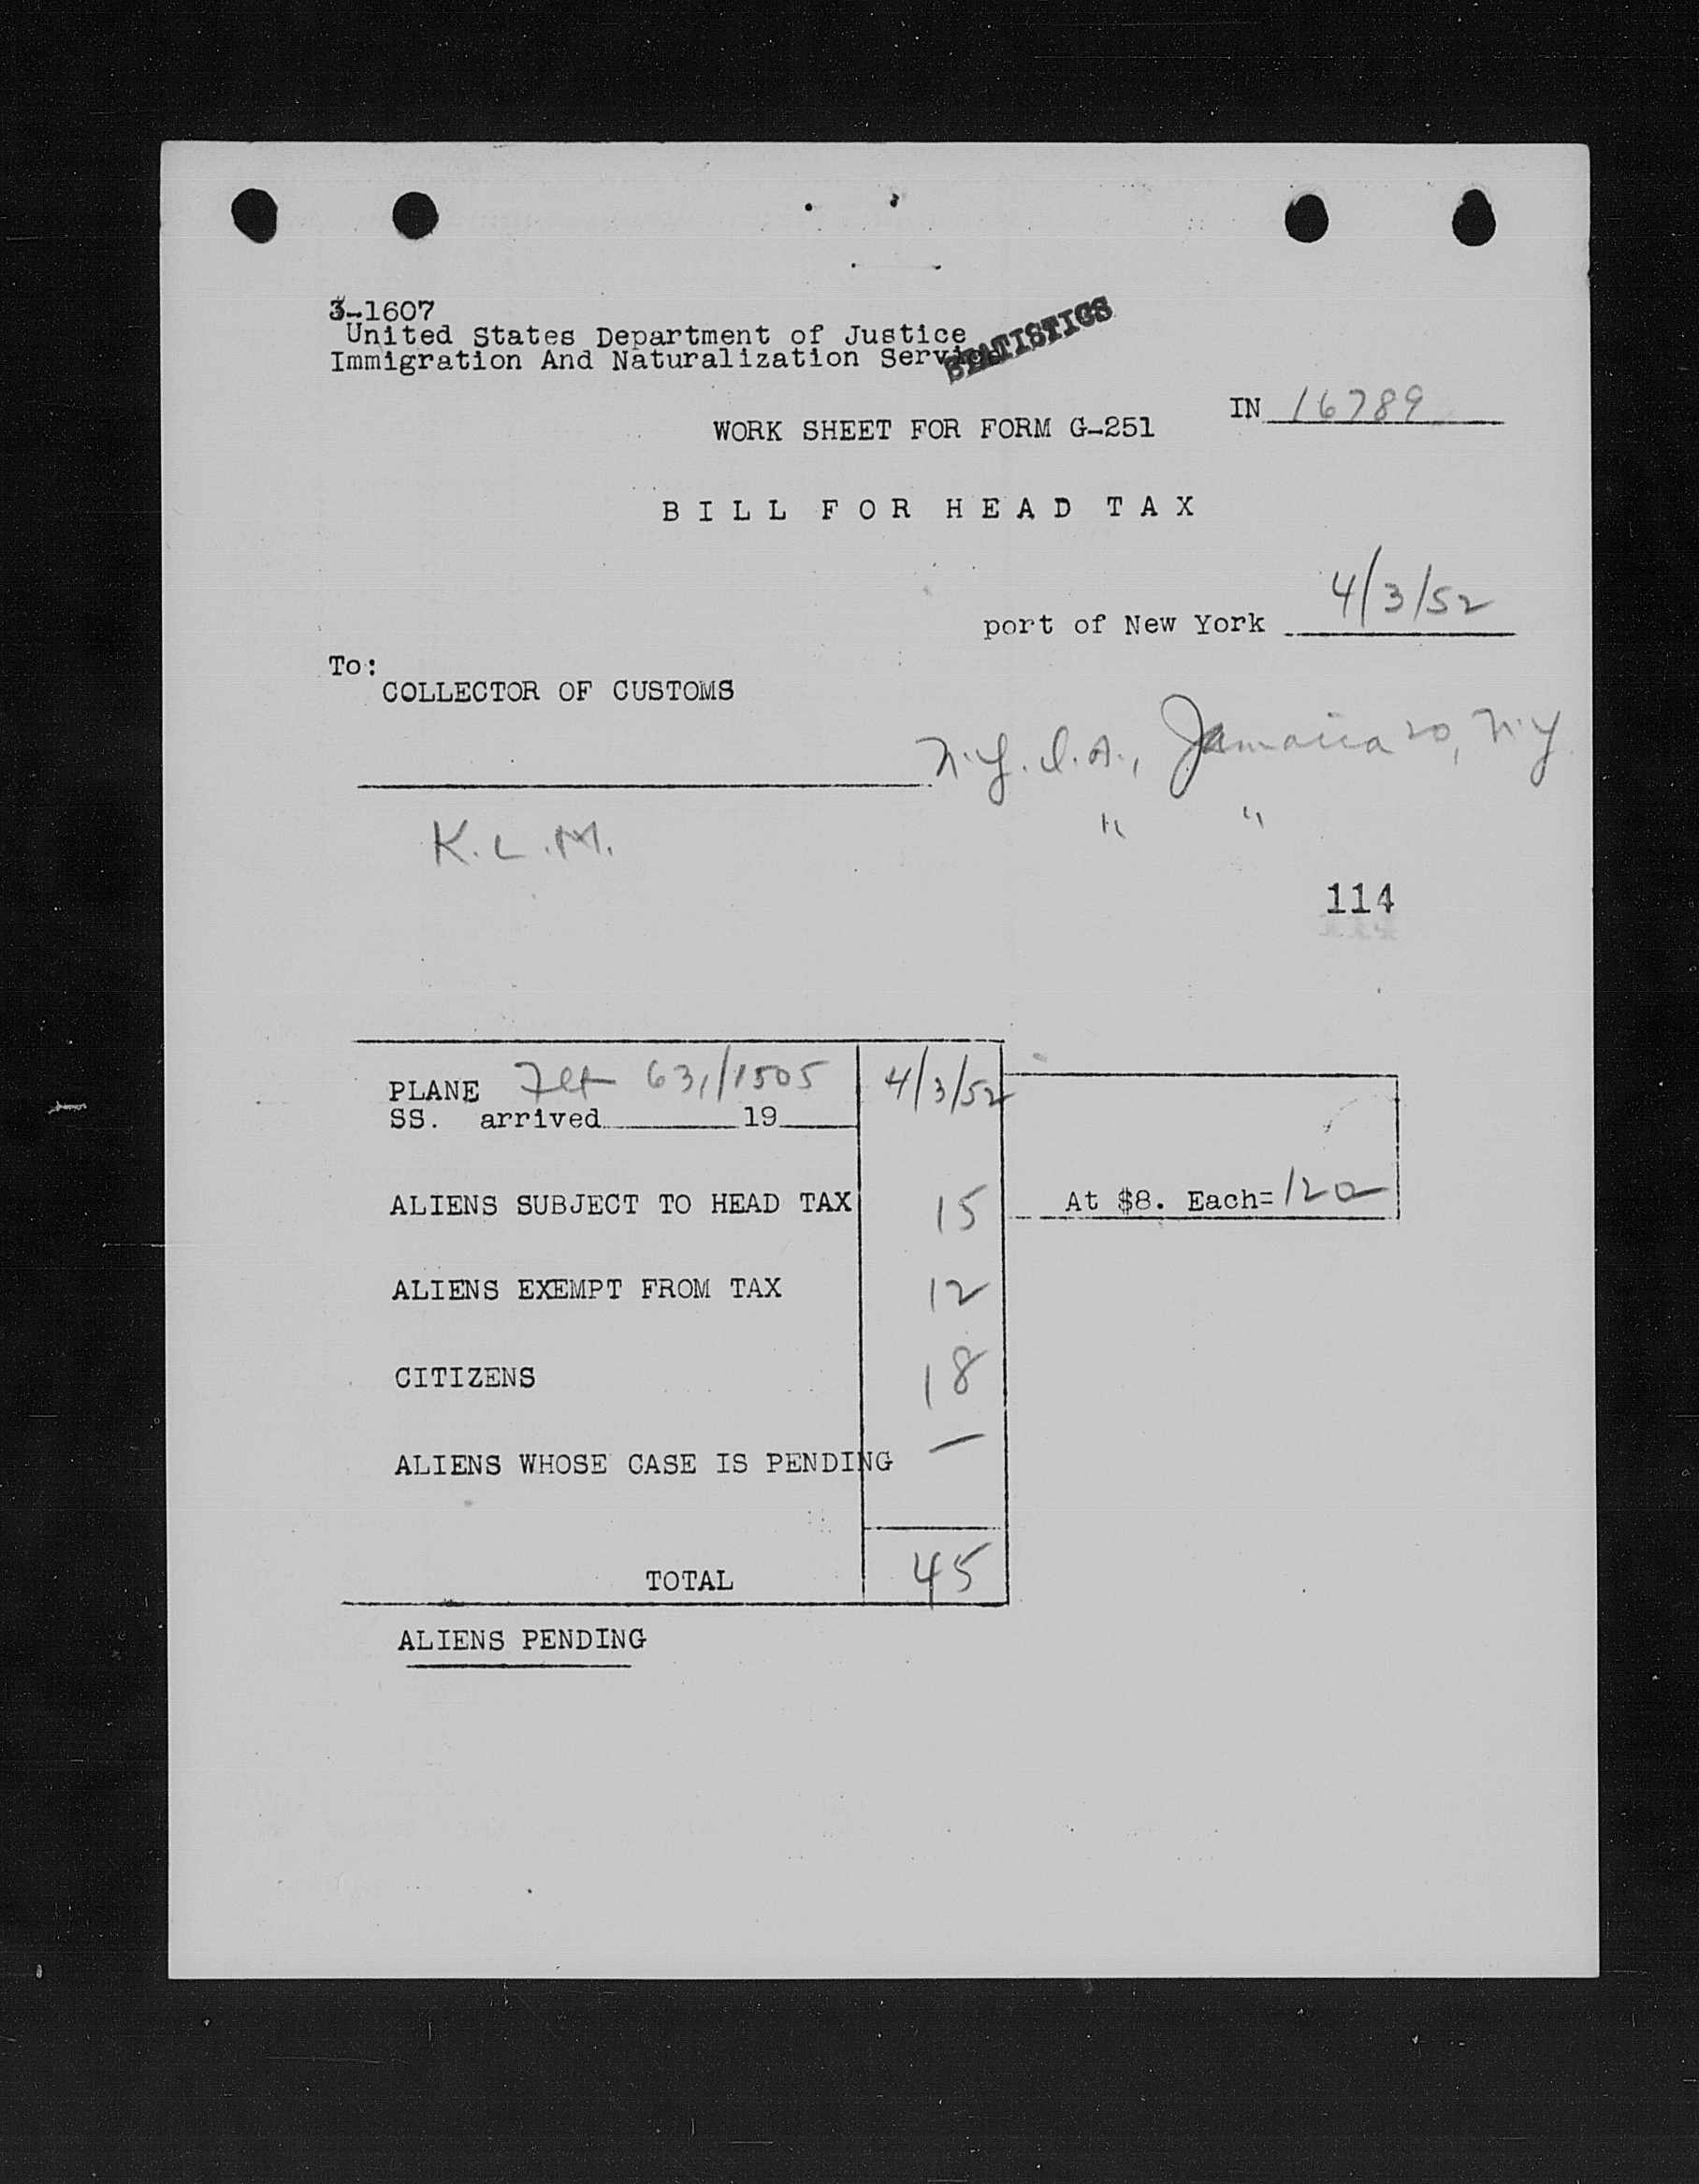 3-1607
United States Department of Justice
Immigration And Naturalization Service
STATISTICS
IN 16789
WORK SHEET FOR FORM G-251
BILL FOR HEAD TAX
port of New York 4/3/52
To:
COLLECTOR OF CUSTOMS
N.Y.I.A., Jamaica 20, N.Y
K.L.M. " "
114
PLANE Flt 631/1505 4/3/52
SS. arrived 19
ALIENS SUBJECT TO HEAD TAX 15 At $8. Each= 120
ALIENS EXEMPT FROM TAX 12
CITIZENS 18
ALIENS WHOSE CASE IS PENDING —
TOTAL 45
ALIENS PENDING